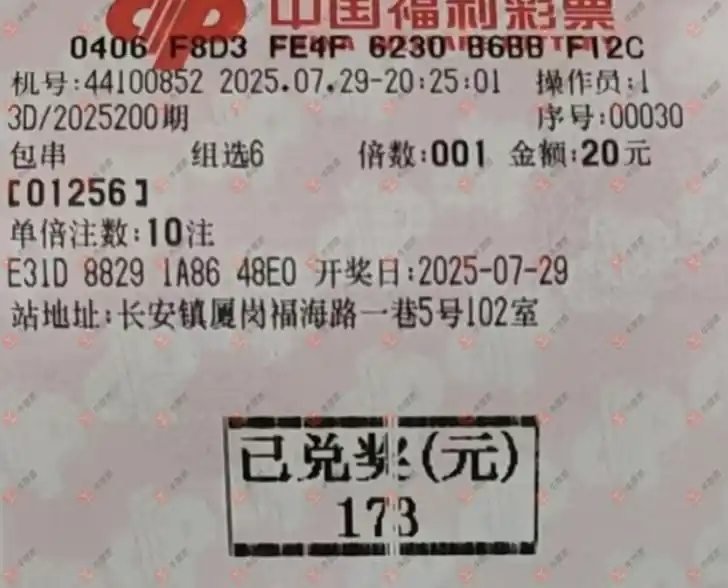 中国福利彩票
0406 F8D3 FE4F 6230 B6BB F12C
机号:44100852 2025.07.29-20:25:01 操作员:1
3D/2025200期 序号:00030
包串 组选6 倍数:001 金额:20元
[01256]
单倍注数:10注
E31D 8829 1A86 48E0 开奖日:2025-07-29
站地址:长安镇厦岗福海路一巷5号102室
已兑奖(元)
173